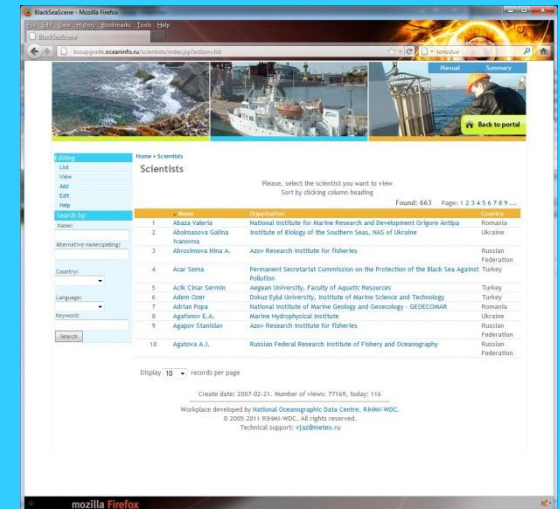 BlackSeaScene - Mozilla Firefox
File Edit View History Bookmarks Tools Help
BlackSeaScene
bssupgrade.oceaninfo.ru/scientists/index.jsp?action=list
Manual Summary
Back to portal
Editing
List
View
Add
Edit
Help
Search by:
Name:
Alternative name(spelling)
Country:
Language:
Keyword:
Search
Home > Scientists
Scientists
Please, select the scientist you want to view
Sort by clicking column heading
Found: 663 Page: 1 2 3 4 5 6 7 8 9 ...
Name Organisation Country
1 Abaza Valeria National Institute for Marine Research and Development Grigore Antipa Romania
2 Abolmasova Galina Institute of Biology of the Southern Seas, NAS of Ukraine Ukraine
Ivanovna
3 Abrosimova Nina A. Azov Research Institute for fisheries Russian
Federation
4 Acar Sema Permanent Secretariat Commission on the Protection of the Black Sea Against Turkey
Pollution
5 Acik Cinar Sermin Aegean University, Faculty of Aquatic Resources Turkey
6 Adem Ozer Dokuz Eylul University, Institute of Marine Science and Technology Turkey
7 Adrian Popa National Institute of Marine Geology and Geoecology - GEOECOMAR Romania
8 Agafonov E.A. Marine Hydrophysical Institute Ukraine
9 Agapov Stanislav Azov Research Institute for fisheries Russian
Federation
10 Agatova A.I. Russian Federal Research Institute of Fishery and Oceanography Russian
Federation
Display 10 records per page
Create date: 2007-02-21. Number of views: 77169, today: 116
Workplace developed by National Oceanographic Data Centre, RIHMI-WDC.
© 2005-2011 RIHMI-WDC. All rights reserved.
Technical support: vjaz@meteo.ru
mozilla Firefox